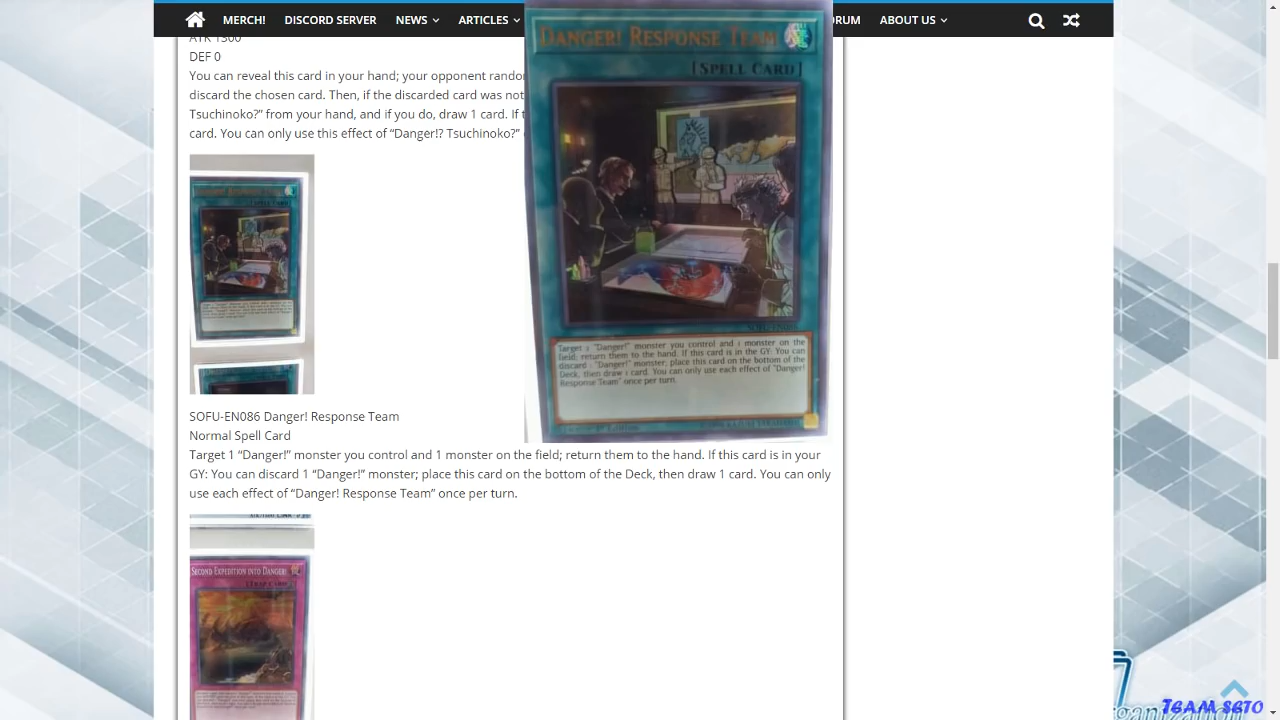 MERCH!
DISCORD SERVER
NEWS
ARTICLES
ORUM
ABOUT US
ATK 1300
DEF 0
You can reveal this card in your hand; your opponent rando
discard the chosen card. Then, if the discarded card was not
Tsuchinoko?” from your hand, and if you do, draw 1 card. If t
card. You can only use this effect of “Danger!? Tsuchinoko?”
DANGER! RESPONSE TEAM
[SPELL CARD]
Target 1 "Danger!" monster you control and 1 monster on the
field; return them to the hand. If this card is in the GY: You can
discard 1 "Danger!" monster; place this card on the bottom of the
Deck, then draw 1 card. You can only use each effect of "Danger!
Response Team" once per turn.
1st Edition
DANGER! RESPONSE TEAM
[SPELL CARD]
SOFU-EN086 Danger! Response Team
Normal Spell Card
Target 1 “Danger!” monster you control and 1 monster on the field; return them to the hand. If this card is in your
GY: You can discard 1 “Danger!” monster; place this card on the bottom of the Deck, then draw 1 card. You can only
use each effect of “Danger! Response Team” once per turn.
SECOND EXPEDITION INTO DANGER!
[TRAP CARD]
TEAM SETO